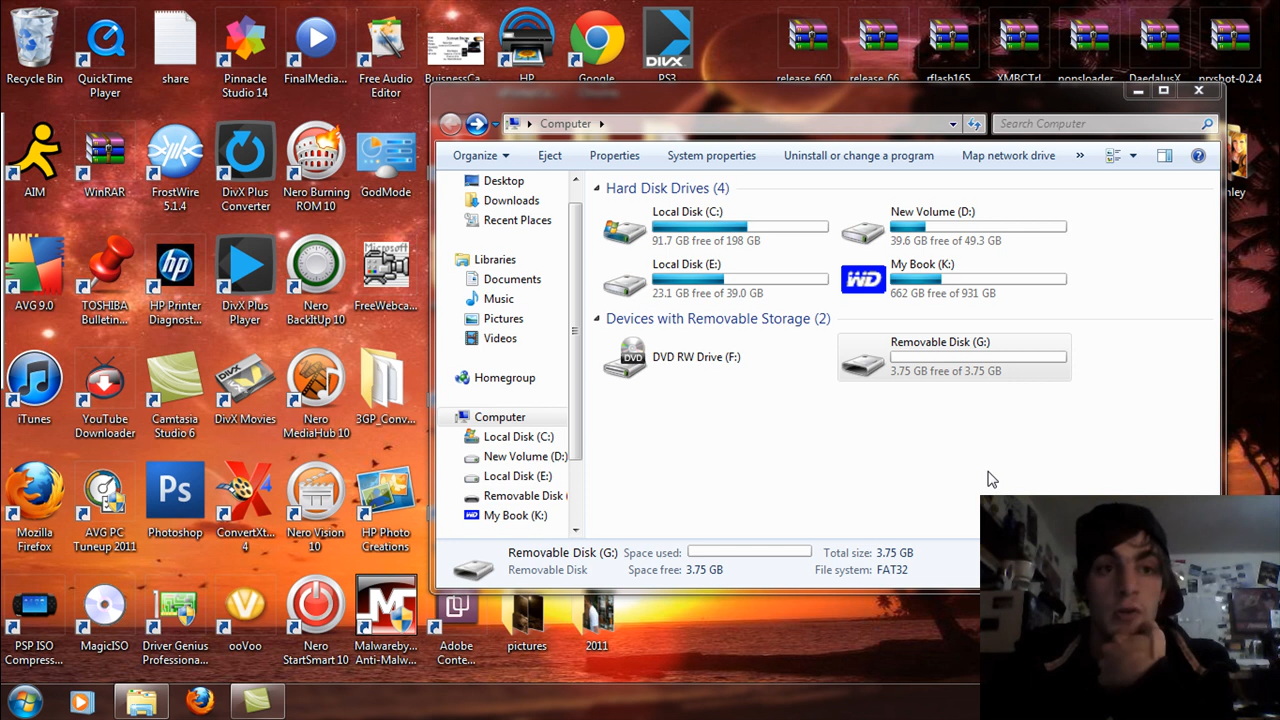 Recycle Bin
QuickTime Player
share
Pinnacle Studio 14
FinalMedia...
Free Audio Editor
BuisnessCa...
HP
Google
DIVX
PS3
release_660
release_66
rflash165
XMBCTrl
nonsloader
DaedalusX
prxshot-0.2.4
AIM
WinRAR
FrostWire 5.1.4
DivX Plus Converter
Nero Burning ROM 10
GodMode
AVG 9.0
TOSHIBA Bulletin...
hp
HP Printer Diagnost...
DivX Plus Player
Nero BackItUp 10
Microsoft
FreeWebca...
iTunes
YouTube Downloader
Camtasia Studio 6
DIVX
DivX Movies
Nero MediaHub 10
3GP_Conv...
Mozilla Firefox
AVG PC Tuneup 2011
Ps
Photoshop
ConvertXt... 4
Nero Vision 10
HP Photo Creations
PSP ISO Compress...
MagicISO
Driver Genius Professiona...
ooVoo
Nero StartSmart 10
Malwareby... Anti-Malw...
Adobe Conte...
pictures
2011
Computer
Search Computer
Organize
Eject
Properties
System properties
Uninstall or change a program
Map network drive
»
Desktop
Downloads
Recent Places
Libraries
Documents
Music
Pictures
Videos
Homegroup
Computer
Local Disk (C:)
New Volume (D:)
Local Disk (E:)
Removable Disk (
My Book (K:)
Hard Disk Drives (4)
Local Disk (C:)
91.7 GB free of 198 GB
New Volume (D:)
39.6 GB free of 49.3 GB
Local Disk (E:)
23.1 GB free of 39.0 GB
WD
My Book (K:)
662 GB free of 931 GB
Devices with Removable Storage (2)
DVD
DVD RW Drive (F:)
Removable Disk (G:)
3.75 GB free of 3.75 GB
Removable Disk (G:) Space used: Total size: 3.75 GB
Removable Disk Space free: 3.75 GB File system: FAT32